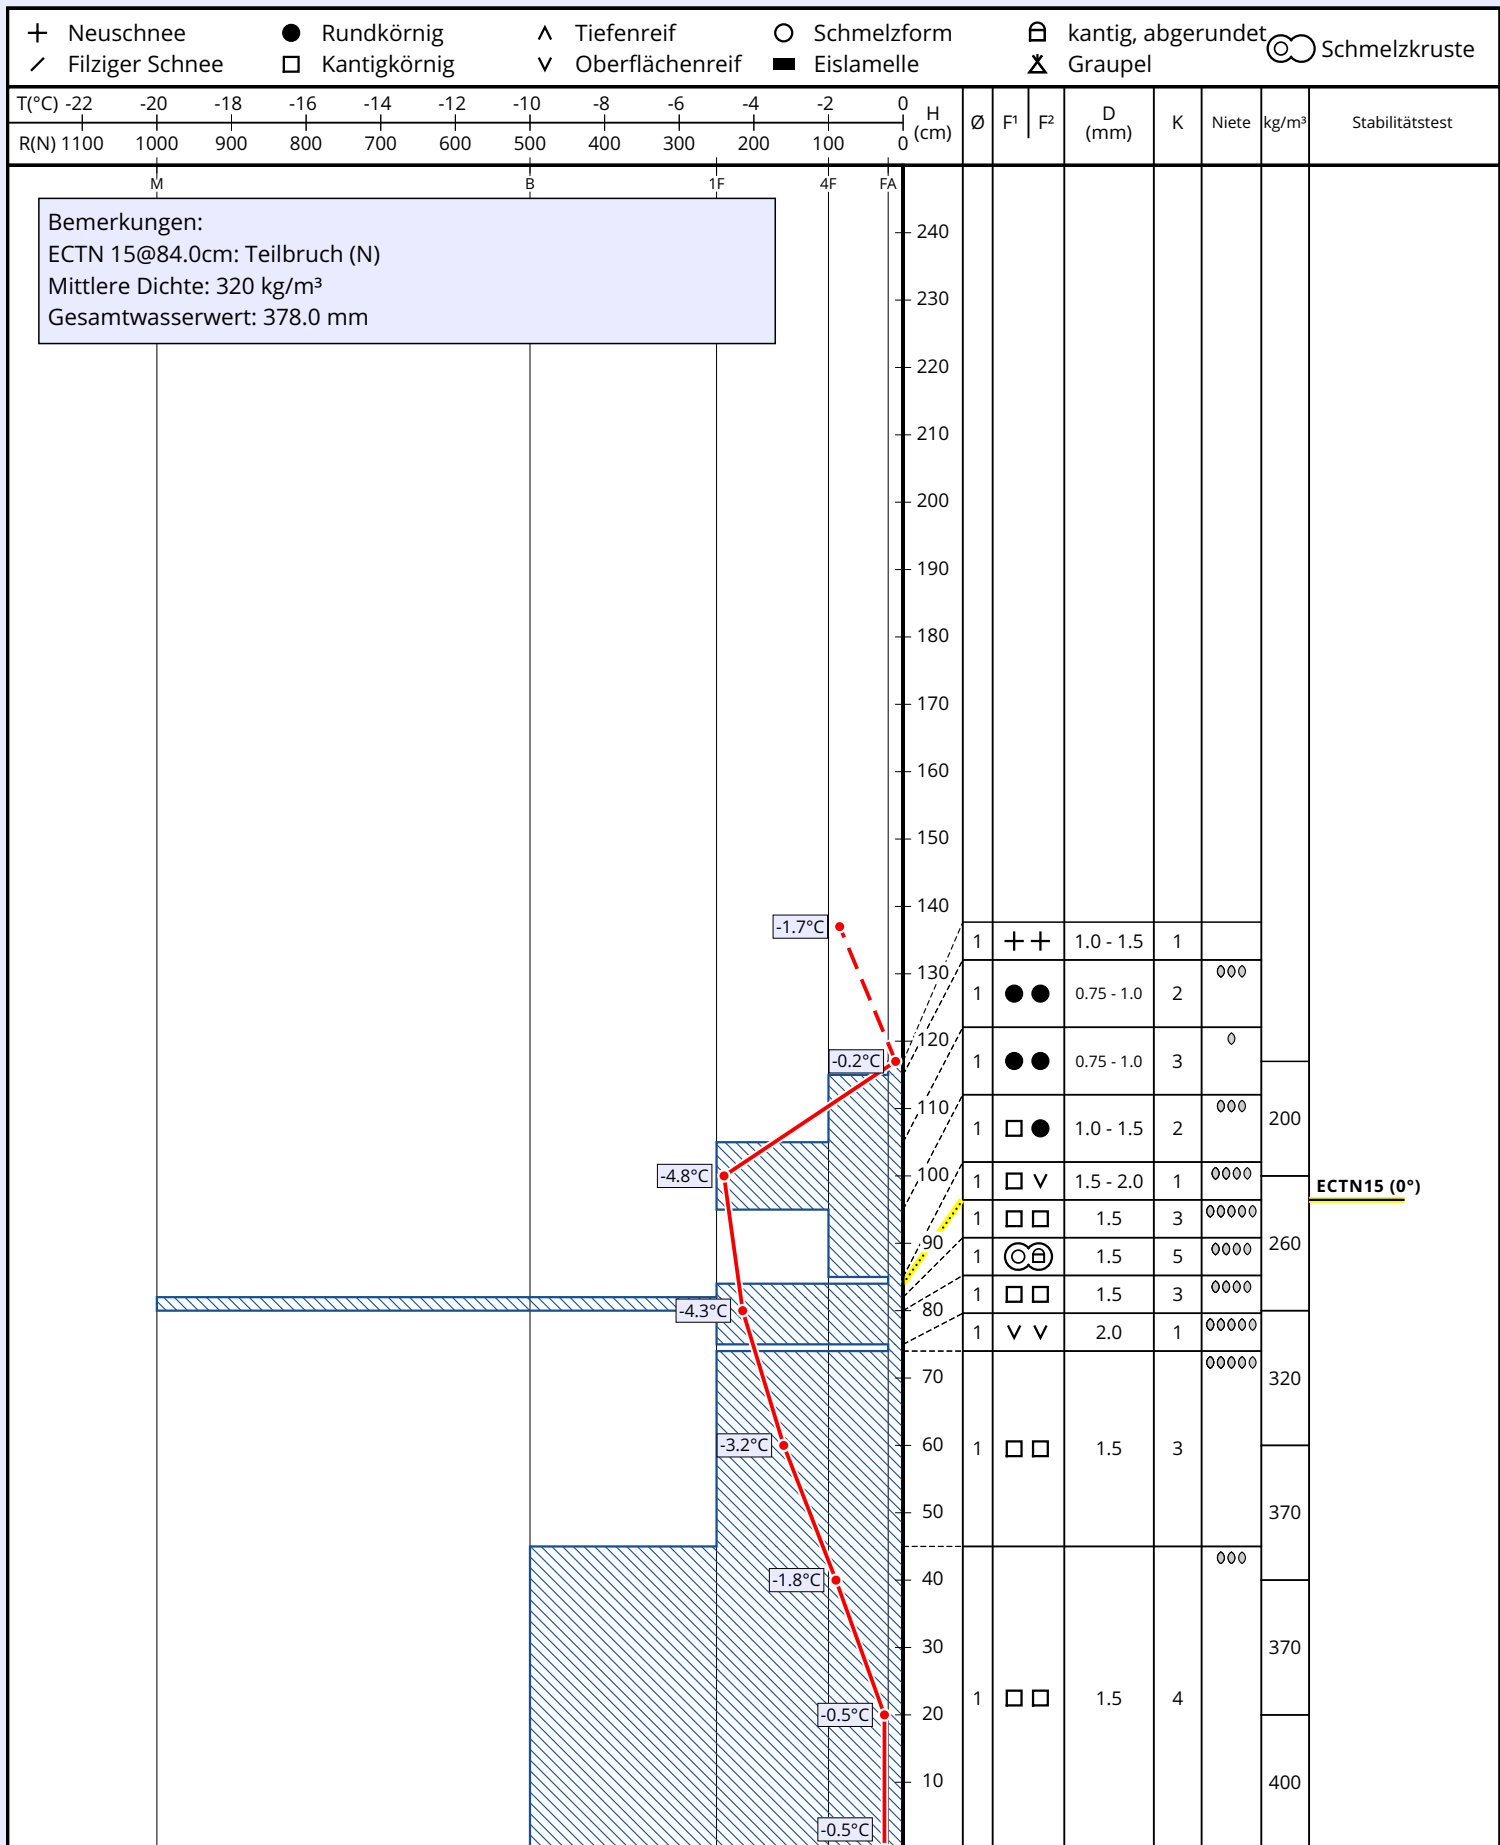 Neuschnee Rundkörnig Tiefenreif Schmelzform kantig, abgerundet Schmelzkruste
Filziger Schnee Kantigkörnig Oberflächenreif Eislamelle Graupel
T(°C) -22 -20 -18 -16 -14 -12 -10 -8 -6 -4 -2 0
R(N) 1100 1000 900 800 700 600 500 400 300 200 100 0
H (cm) Ø F¹ F² D (mm) K Niete kg/m³ Stabilitätstest
M B 1F 4F FA
Bemerkungen:
ECTN 15@84.0cm: Teilbruch (N)
Mittlere Dichte: 320 kg/m³
Gesamtwasserwert: 378.0 mm
240
230
220
210
200
190
180
170
160
150
140
-1.7°C
1 1.0 - 1.5 1
130
1 0.75 - 1.0 2
120
-0.2°C 1 0.75 - 1.0 3
110
1 1.0 - 1.5 2 200
-4.8°C 100
1 1.5 - 2.0 1
ECTN15 (0°)
1 1.5 3
90 260
1 1.5 5
1 1.5 3
-4.3°C 80
1 2.0 1
70 320
-3.2°C 60 1 1.5 3
50 370
-1.8°C 40
30 370
1 1.5 4
-0.5°C 20
10 400
-0.5°C